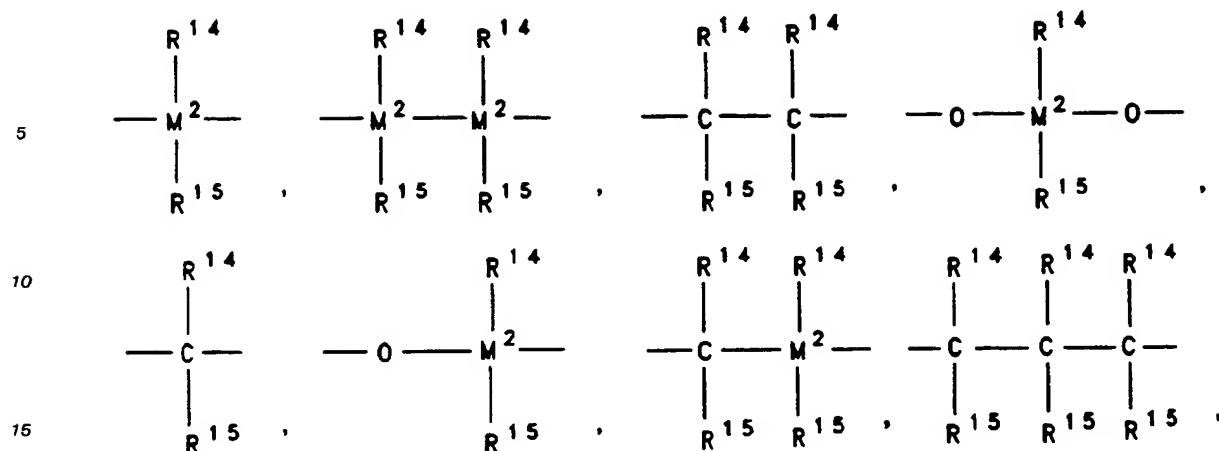 R¹⁴ R¹⁴ R¹⁴ R¹⁴ R¹⁴ R¹⁴
5 M² M² M² C C O M² O
R¹⁵ , R¹⁵ R¹⁵ , R¹⁵ R¹⁵ , R¹⁵ ,
R¹⁴ R¹⁴ R¹⁴ R¹⁴ R¹⁴ R¹⁴ R¹⁴
10
C O M² C M² C C C
15 R¹⁵ , R¹⁵ , R¹⁵ R¹⁵ , R¹⁵ R¹⁵ R¹⁵ ,